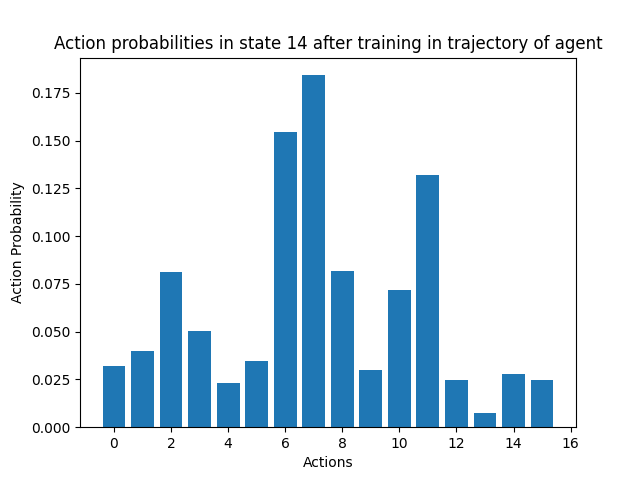 Action probabilities in state 14 after training in trajectory of agent
0.175
0.150
0.125
0.100
0.075
0.050
0.025
0.000
Action Probability
0 2 4 6 8 10 12 14 16
Actions